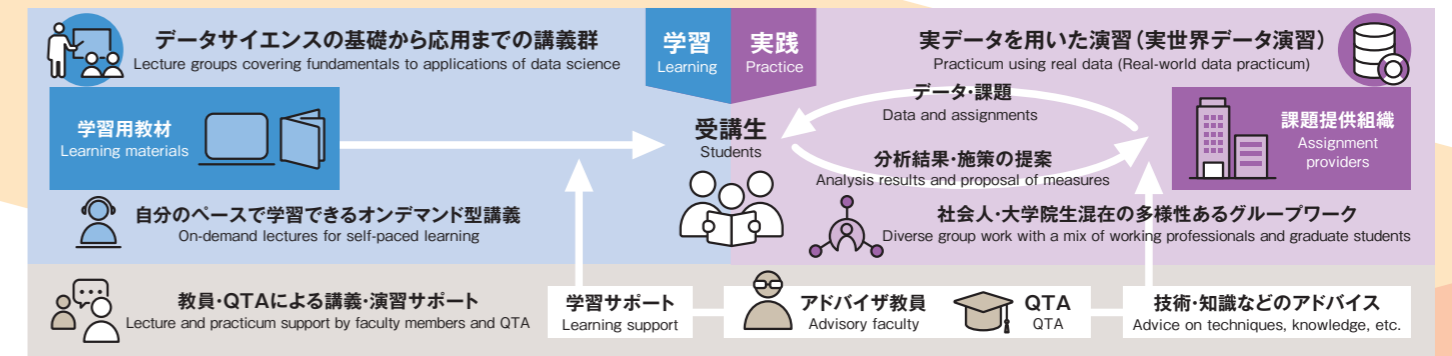 データサイエンスの基礎から応用までの講義群
Lecture groups covering fundamentals to applications of data science
学習
Learning
実践
Practice
実データを用いた演習（実世界データ演習）
Practicum using real data (Real-world data practicum)
学習用教材
Learning materials
受講生
Students
データ・課題
Data and assignments
分析結果・施策の提案
Analysis results and proposal of measures
課題提供組織
Assignment
providers
自分のペースで学習できるオンデマンド型講義
On-demand lectures for self-paced learning
社会人・大学院生混在の多様性あるグループワーク
Diverse group work with a mix of working professionals and graduate students
教員・QTAによる講義・演習サポート
Lecture and practicum support by faculty members and QTA
学習サポート
Learning support
アドバイザ教員
Advisory faculty
QTA
QTA
技術・知識などのアドバイス
Advice on techniques, knowledge, etc.